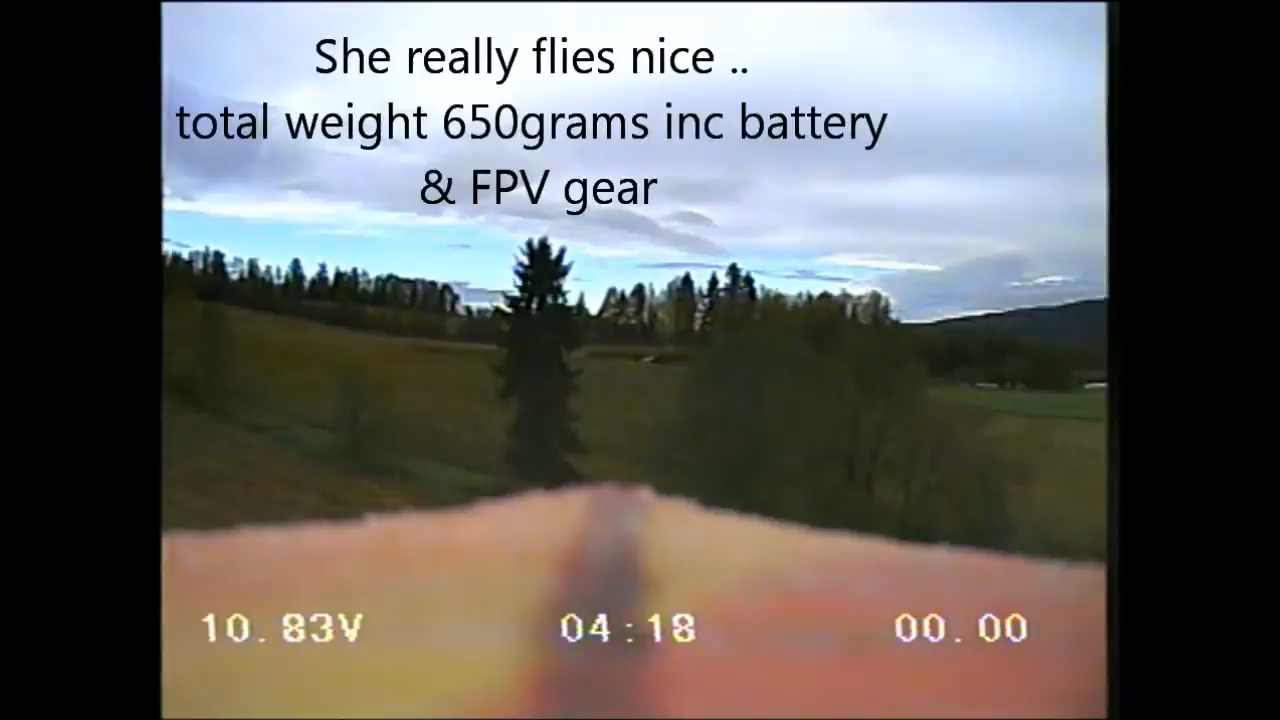 She really flies nice ..
total weight 650grams inc battery
& FPV gear
10.83V 04:18 00.00